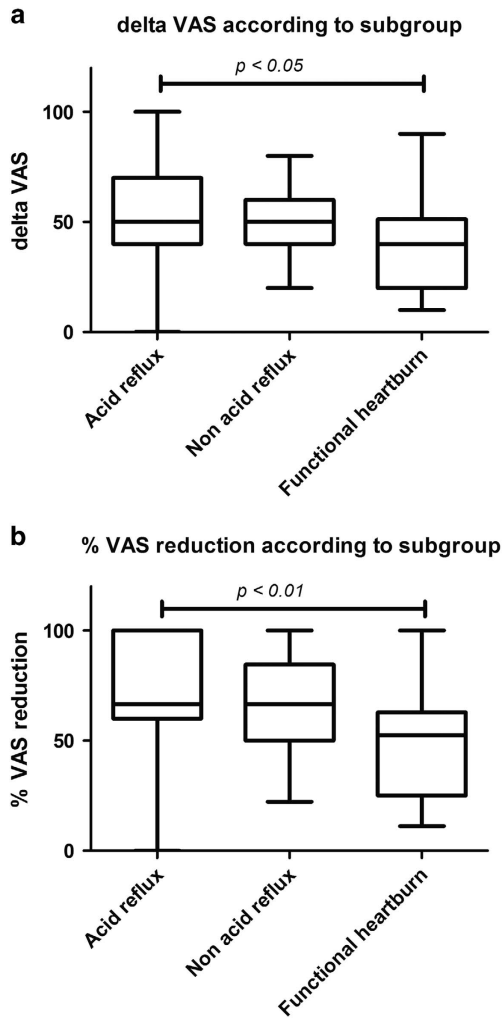 a
delta VAS according to subgroup
p < 0.05
delta VAS
100
50
0
Acid reflux
Non acid reflux
Functional heartburn
b
% VAS reduction according to subgroup
p < 0.01
% VAS reduction
100
50
0
Acid reflux
Non acid reflux
Functional heartburn